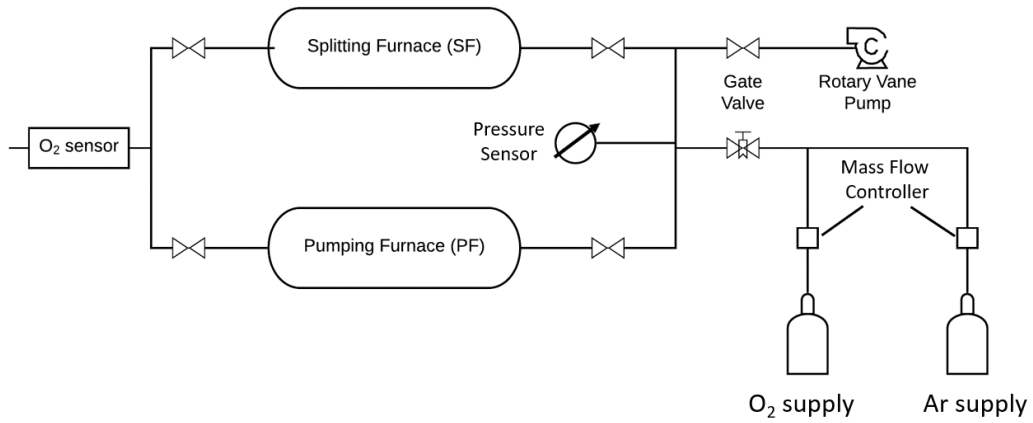 Splitting Furnace (SF)
C
Gate
Valve
Rotary Vane
Pump
O₂ sensor
Pressure
Sensor
Mass Flow
Controller
Pumping Furnace (PF)
O₂ supply
Ar supply